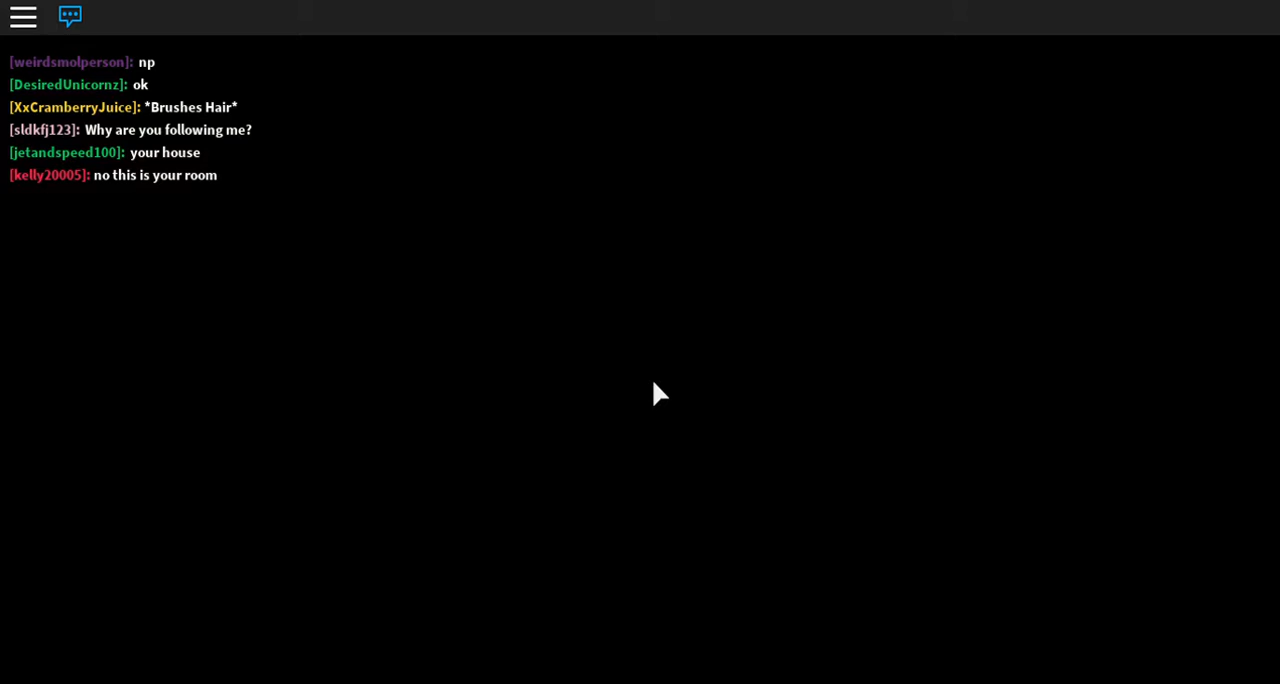 [weirdsmolperson]: np
[DesiredUnicornz]: ok
[XxCramberryJuice]: *Brushes Hair*
[sldkfj123]: Why are you following me?
[jetandspeed100]: your house
[kelly20005]: no this is your room